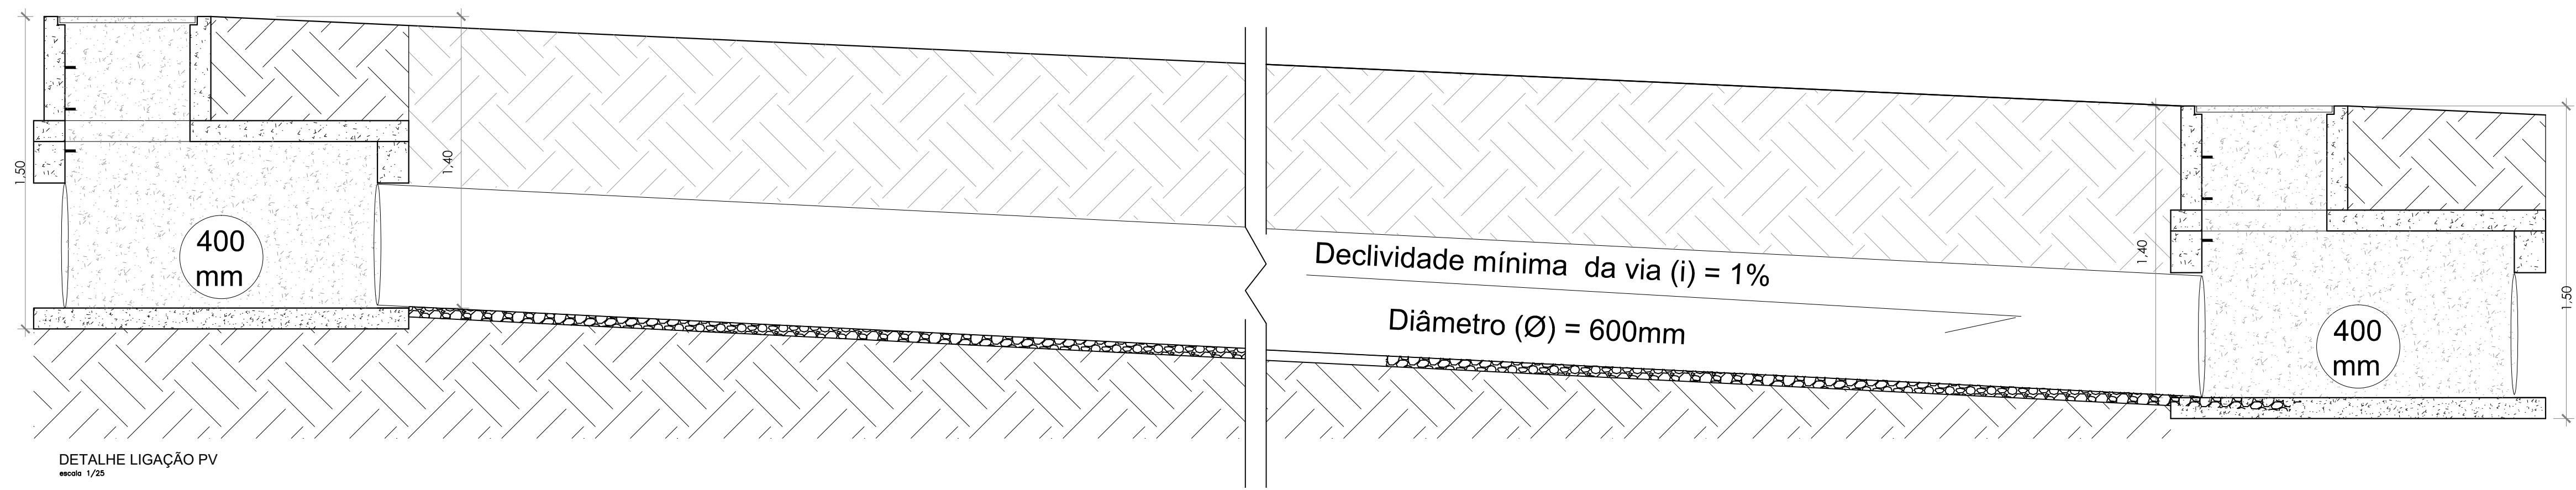 1,50
400
mm
1,40
Declividade mínima da via (i) = 1%
Diâmetro (Ø) = 600mm
1,40
400
mm
1,50
DETALHE LIGAÇÃO PV
escala 1/25